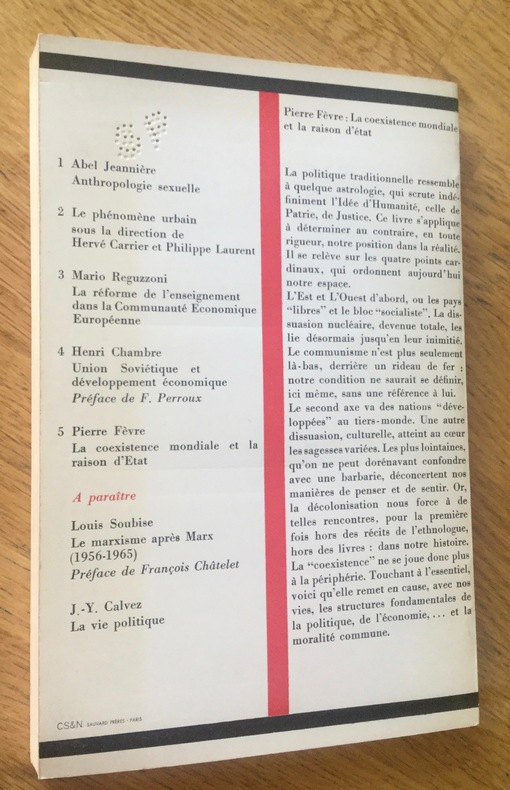 1 Abel Jeannière
Anthropologie sexuelle
2 Le phénomène urbain
sous la direction de
Hervé Carrier et Philippe Laurent
3 Mario Reguzzoni
La réforme de l'enseignement
dans la Communauté Economique
Européenne
4 Henri Chambre
Union Soviétique et
développement économique
Préface de F. Perroux
5 Pierre Fèvre
La coexistence mondiale et la
raison d'Etat
A paraître
Louis Soubise
Le marxisme après Marx
(1956-1965)
Préface de François Châtelet
J.-Y. Calvez
La vie politique
CS&N SAUVARD FRÈRES - PARIS
Pierre Fèvre : La coexistence mondiale
et la raison d'état
La politique traditionnelle ressemble
à quelque astrologie, qui scrute indé-
finiment l'Idée d'Humanité, celle de
Patrie, de Justice. Ce livre s'applique
à déterminer au contraire, en toute
rigueur, notre position dans la réalité.
Il se relève sur les quatre points car-
dinaux, qui ordonnent aujourd'hui
notre espace.
L'Est et L'Ouest d'abord, ou les pays
"libres" et le bloc "socialiste". La dis-
suasion nucléaire, devenue totale, les
lie désormais jusqu'en leur inimitié.
Le communisme n'est plus seulement
là-bas, derrière un rideau de fer :
notre condition ne saurait se définir,
ici même, sans une référence à lui.
Le second axe va des nations "déve-
loppées" au tiers-monde. Une autre
dissuasion, culturelle, atteint au cœur
les sagesses variées. Les plus lointaines,
qu'on ne peut dorénavant confondre
avec une barbarie, déconcertent nos
manières de penser et de sentir. Or,
la décolonisation nous force à de
telles rencontres, pour la première
fois hors des récits de l'ethnologue,
hors des livres : dans notre histoire.
La "coexistence" ne se joue donc plus
à la périphérie. Touchant à l'essentiel,
voici qu'elle remet en cause, avec nos
vies, les structures fondamentales de
la politique, de l'économie, ... et la
moralité commune.